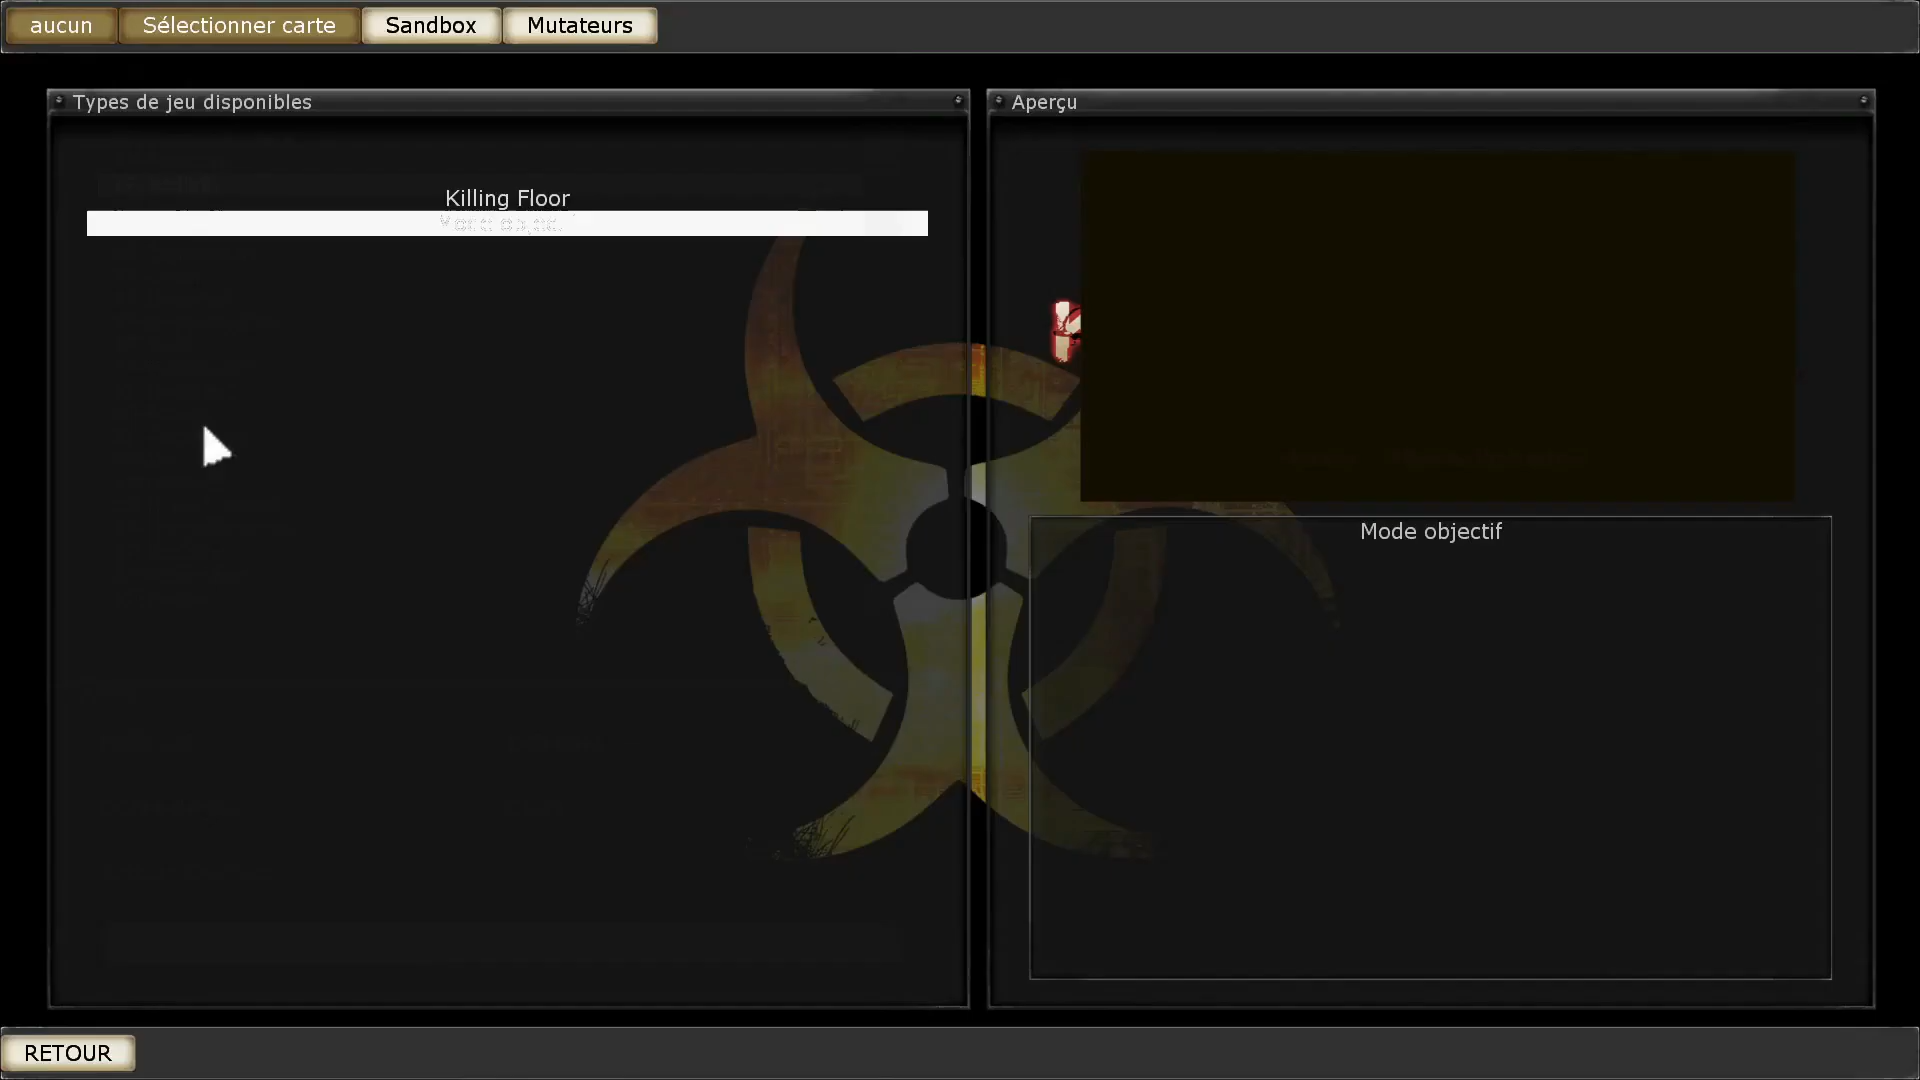 aucun
Sélectionner carte
Sandbox
Mutateurs
Types de jeu disponibles
Killing Floor
Aperçu
Mode objectif
RETOUR